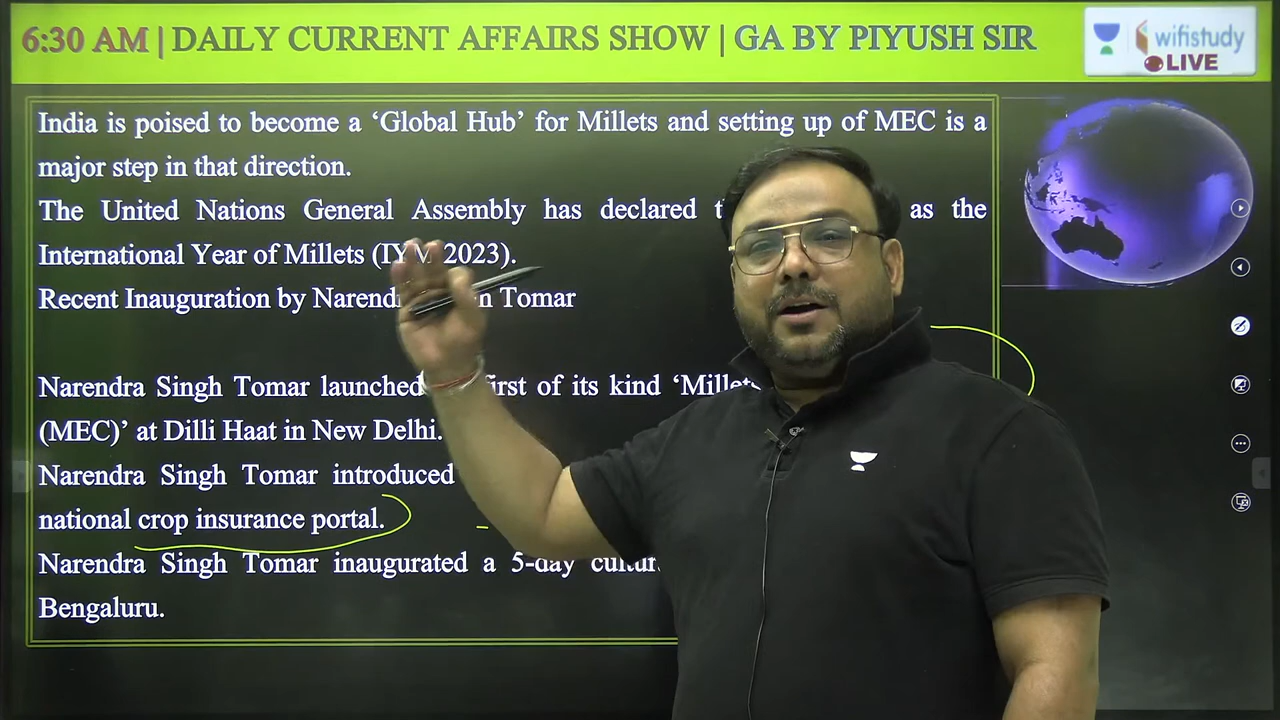 6:30 AM | DAILY CURRENT AFFAIRS SHOW | GA BY PIYUSH SIR
wifistudy
LIVE
India is poised to become a ‘Global Hub’ for Millets and setting up of MEC is a
major step in that direction.
The United Nations General Assembly has declared as the
International Year of Millets (IYM 2023).
Recent Inauguration by Tomar
Narendra Singh Tomar launched first of its kind ‘Millets
(MEC)’ at Dilli Haat in New Delhi.
Narendra Singh Tomar introduced
national crop insurance portal.
Narendra Singh Tomar inaugurated a 5-day
Bengaluru.